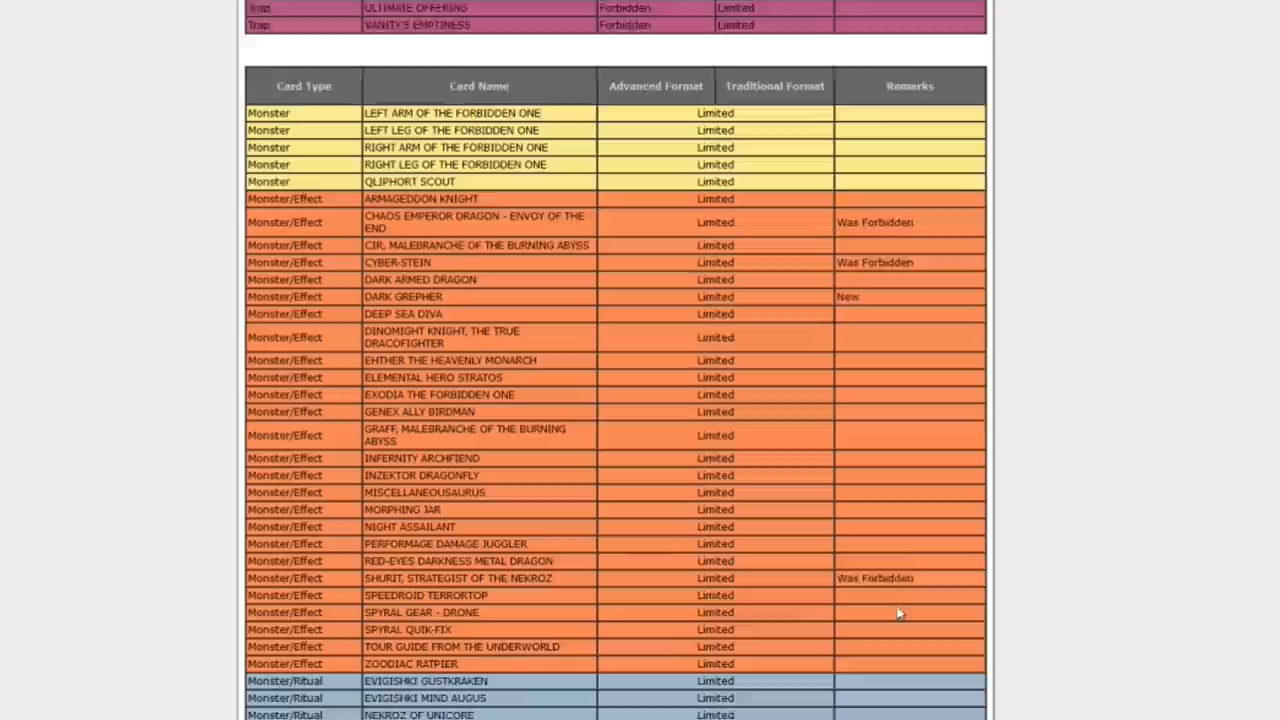 Trap ULTIMATE OFFERING Forbidden Limited
Trap VANITY'S EMPTINESS Forbidden Limited
Card Type Card Name Advanced Format Traditional Format Remarks
Monster LEFT ARM OF THE FORBIDDEN ONE Limited
Monster LEFT LEG OF THE FORBIDDEN ONE Limited
Monster RIGHT ARM OF THE FORBIDDEN ONE Limited
Monster RIGHT LEG OF THE FORBIDDEN ONE Limited
Monster QLIPHORT SCOUT Limited
Monster/Effect ARMAGEDDON KNIGHT Limited
Monster/Effect CHAOS EMPEROR DRAGON - ENVOY OF THE
END Limited Was Forbidden
Monster/Effect CIR, MALEBRANCHE OF THE BURNING ABYSS Limited
Monster/Effect CYBER-STEIN Limited Was Forbidden
Monster/Effect DARK ARMED DRAGON Limited
Monster/Effect DARK GREPHER Limited New
Monster/Effect DEEP SEA DIVA Limited
Monster/Effect DINOMIGHT KNIGHT, THE TRUE
DRACOFIGHTER Limited
Monster/Effect EHTHER THE HEAVENLY MONARCH Limited
Monster/Effect ELEMENTAL HERO STRATOS Limited
Monster/Effect EXODIA THE FORBIDDEN ONE Limited
Monster/Effect GENEX ALLY BIRDMAN Limited
Monster/Effect GRAFF, MALEBRANCHE OF THE BURNING
ABYSS Limited
Monster/Effect INFERNITY ARCHFIEND Limited
Monster/Effect INZEKTOR DRAGONFLY Limited
Monster/Effect MISCELLANEOUSAURUS Limited
Monster/Effect MORPHING JAR Limited
Monster/Effect NIGHT ASSAILANT Limited
Monster/Effect PERFORMAGE DAMAGE JUGGLER Limited
Monster/Effect RED-EYES DARKNESS METAL DRAGON Limited
Monster/Effect SHURIT, STRATEGIST OF THE NEKROZ Limited Was Forbidden
Monster/Effect SPEEDROID TERRORTOP Limited
Monster/Effect SPYRAL GEAR - DRONE Limited
Monster/Effect SPYRAL QUIK-FIX Limited
Monster/Effect TOUR GUIDE FROM THE UNDERWORLD Limited
Monster/Effect ZOODIAC RATPIER Limited
Monster/Ritual EVIGISHKI GUSTKRAKEN Limited
Monster/Ritual EVIGISHKI MIND AUGUS Limited
Monster/Ritual NEKROZ OF UNICORE Limited